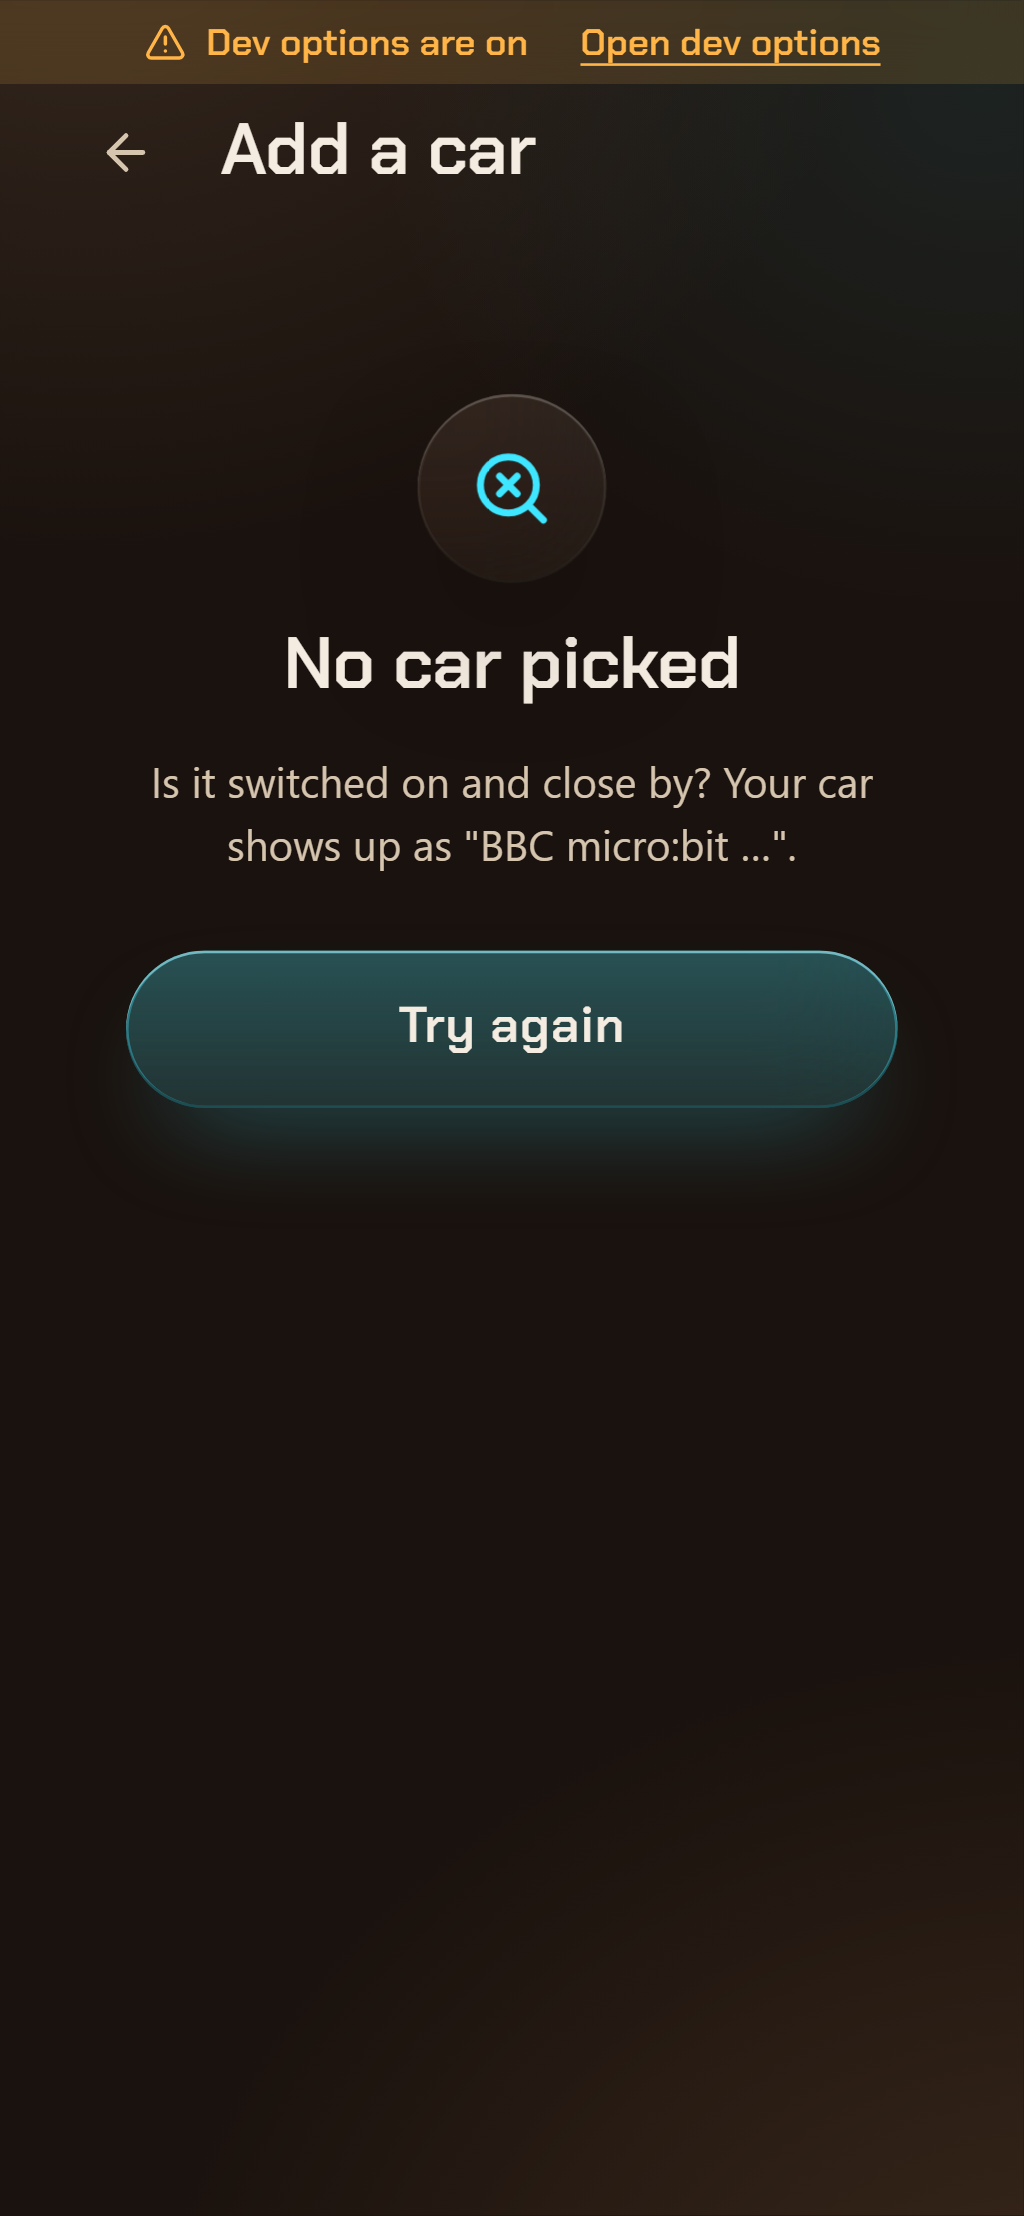 Dev options are on Open dev options
Add a car
No car picked
Is it switched on and close by? Your car
shows up as "BBC micro:bit ...".
Try again